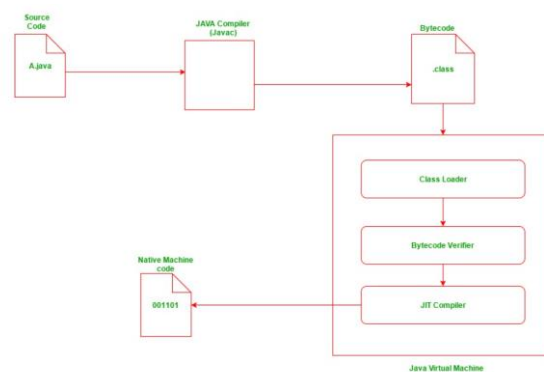 Source
Code
A.java
JAVA Compiler
(Javac)
Bytecode
.class
Class Loader
Bytecode Verifier
JIT Compiler
Java Virtual Machine
Native Machine
code
001101